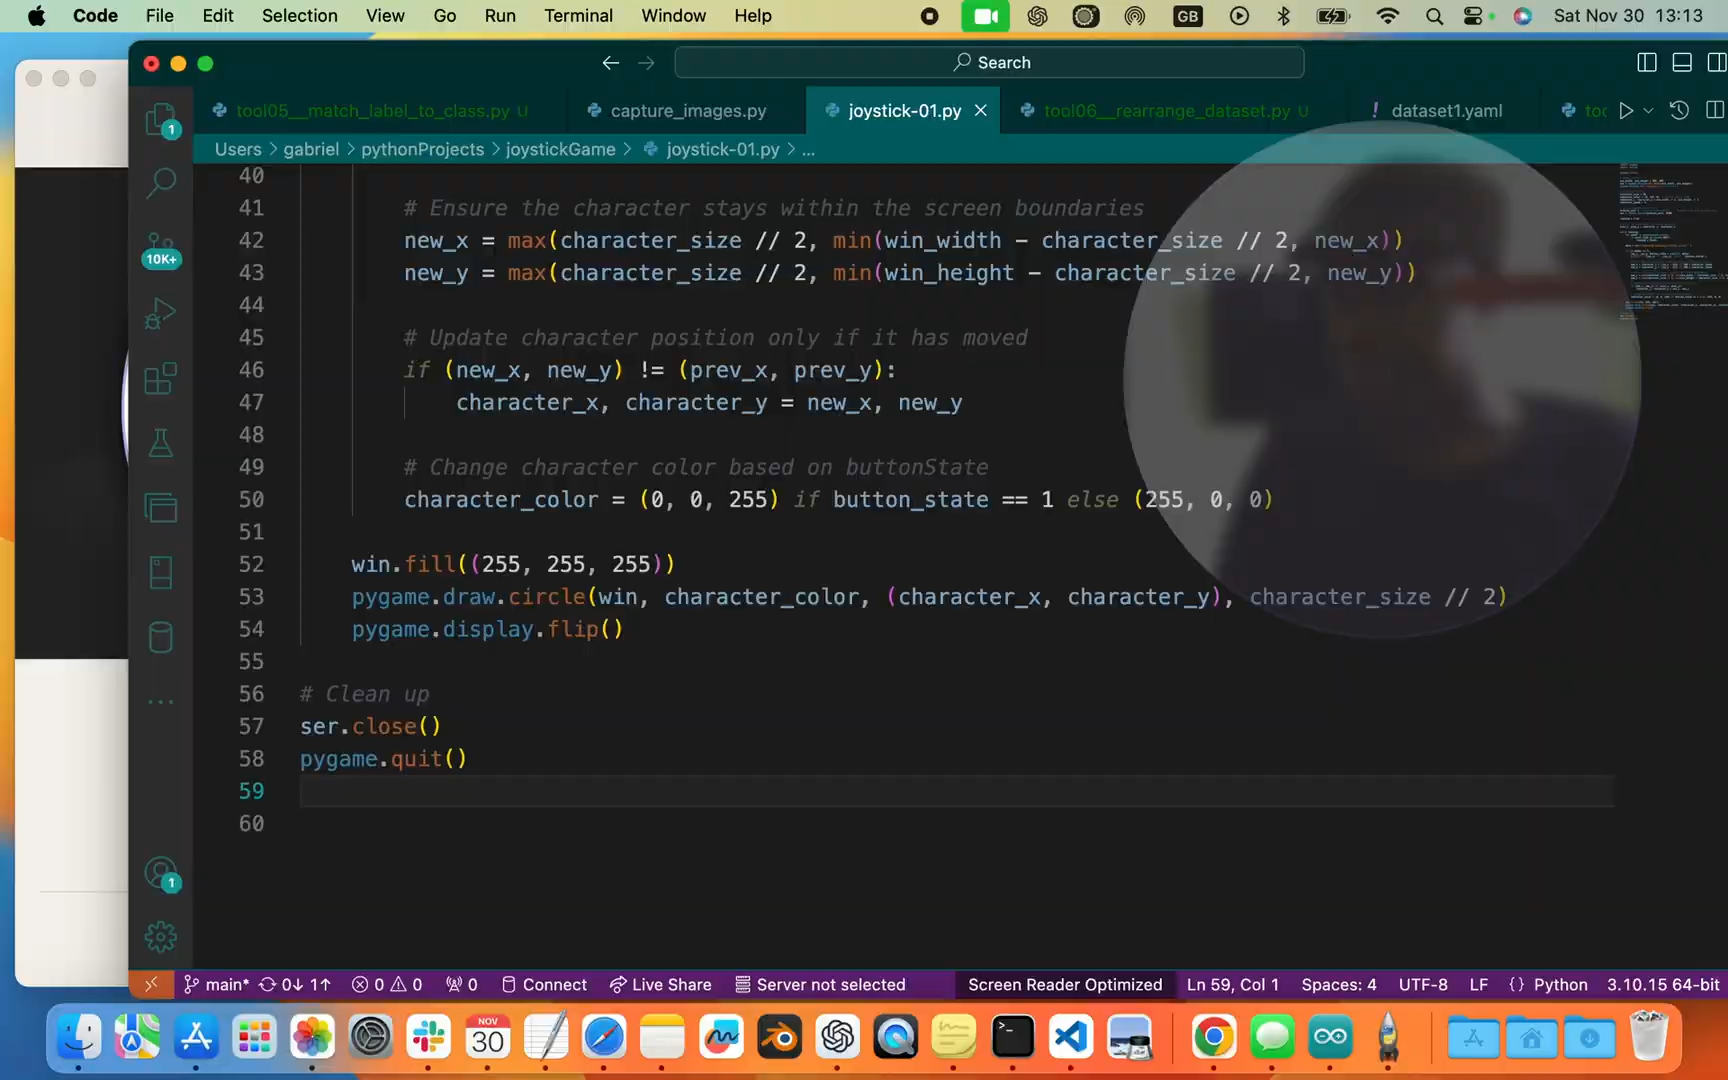 Code File Edit Selection View Go Run Terminal Window Help GB Sat Nov 30 13:13
Search
tool05__match_label_to_class.py U capture_images.py joystick-01.py tool06__rearrange_dataset.py U ! dataset1.yaml toc
Users > gabriel > pythonProjects > joystickGame > joystick-01.py > ...
1
10K+
1
40
41 # Ensure the character stays within the screen boundaries
42 new_x = max(character_size // 2, min(win_width - character_size // 2, new_x))
43 new_y = max(character_size // 2, min(win_height - character_size // 2, new_y))
44
45 # Update character position only if it has moved
46 if (new_x, new_y) != (prev_x, prev_y):
47 character_x, character_y = new_x, new_y
48
49 # Change character color based on buttonState
50 character_color = (0, 0, 255) if button_state == 1 else (255, 0, 0)
51
52 win.fill((255, 255, 255))
53 pygame.draw.circle(win, character_color, (character_x, character_y), character_size // 2)
54 pygame.display.flip()
55
56 # Clean up
57 ser.close()
58 pygame.quit()
59
60
main* 0↓ 1↑ 0 0 0 Connect Live Share Server not selected Screen Reader Optimized Ln 59, Col 1 Spaces: 4 UTF-8 LF {} Python 3.10.15 64-bit
NOV
30